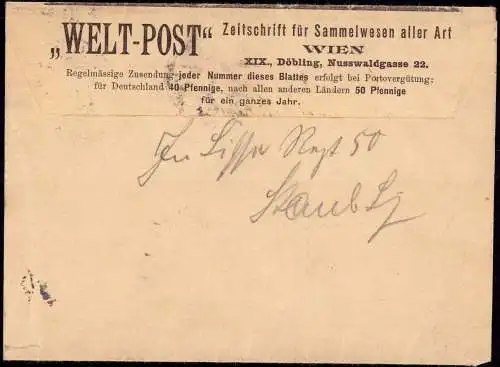 „WELT-POST“ Zeitschrift für Sammelwesen aller Art
WIEN
XIX., Döbling, Nusswaldgasse 22.
Regelmässige Zusendung jeder Nummer dieses Blattes erfolgt bei Portovergütung:
für Deutschland 40 Pfennige, nach allen anderen Ländern 50 Pfennige
für ein ganzes Jahr.
50